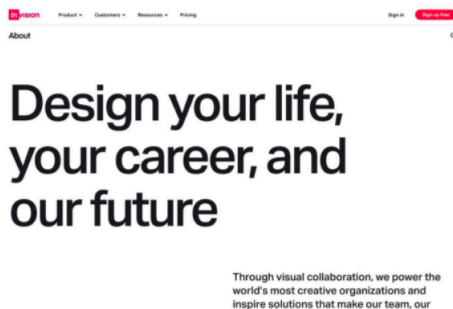 invision Product Customers Resources Pricing Sign in Sign up free
About
Design your life,
your career, and
our future
Through visual collaboration, we power the
world's most creative organizations and
inspire solutions that make our team, our